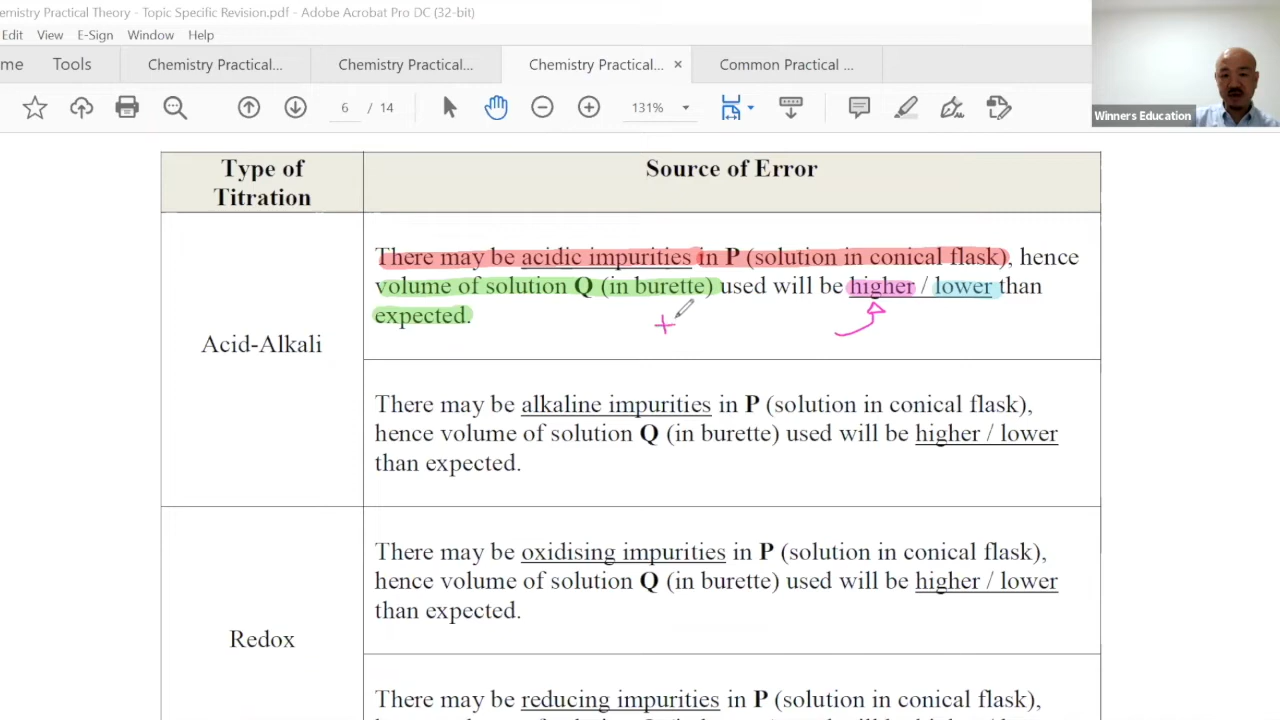 chemistry Practical Theory - Topic Specific Revision.pdf - Adobe Acrobat Pro DC (32-bit)
Edit View E-Sign Window Help
me Tools Chemistry Practical... Chemistry Practical... Chemistry Practical... × Common Practical ...
6 / 14 131%
Winners Education
Type of Titration
Source of Error
Acid-Alkali
There may be acidic impurities in P (solution in conical flask), hence
volume of solution Q (in burette) used will be higher / lower than
expected.
+
There may be alkaline impurities in P (solution in conical flask),
hence volume of solution Q (in burette) used will be higher / lower
than expected.
Redox
There may be oxidising impurities in P (solution in conical flask),
hence volume of solution Q (in burette) used will be higher / lower
than expected.
There may be reducing impurities in P (solution in conical flask),